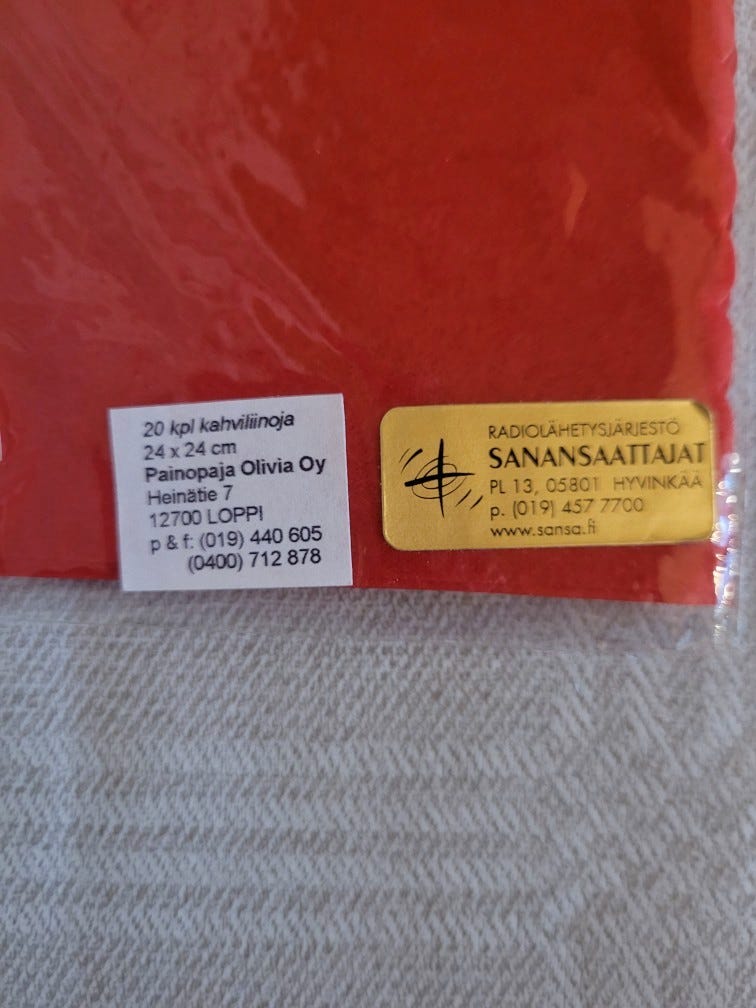 20 kpl kahviliinoja
24 x 24 cm
Painopaja Olivia Oy
Heinätie 7
12700 LOPPI
p & f: (019) 440 605
(0400) 712 878
RADIOLÄHETYSJÄRJESTÖ
SANANSAATTAJAT
PL 13, 05801 HYVINKÄÄ
p. (019) 457 7700
www.sansa.fi